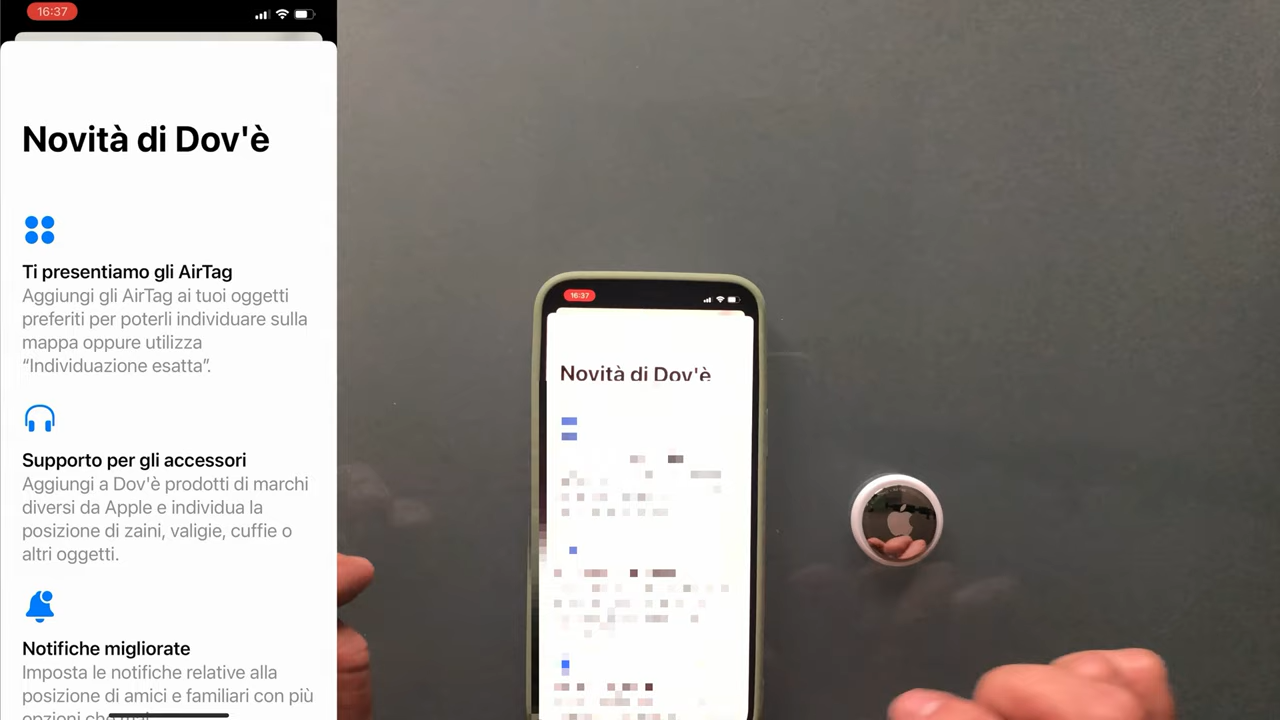 16:37
Novità di Dov'è
Ti presentiamo gli AirTag
Aggiungi gli AirTag ai tuoi oggetti
preferiti per poterli individuare sulla
mappa oppure utilizza
“Individuazione esatta”.
Supporto per gli accessori
Aggiungi a Dov'è prodotti di marchi
diversi da Apple e individua la
posizione di zaini, valigie, cuffie o
altri oggetti.
Notifiche migliorate
Imposta le notifiche relative alla
posizione di amici e familiari con più
opzioni
16:37
Novità di Dov'è